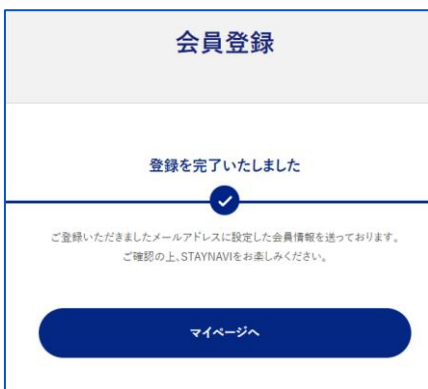 会員登録
登録を完了いたしました
ご登録いただきましたメールアドレスに設定した会員情報を送っております。
ご確認の上、STAYNAVIをお楽しみください。
マイページへ